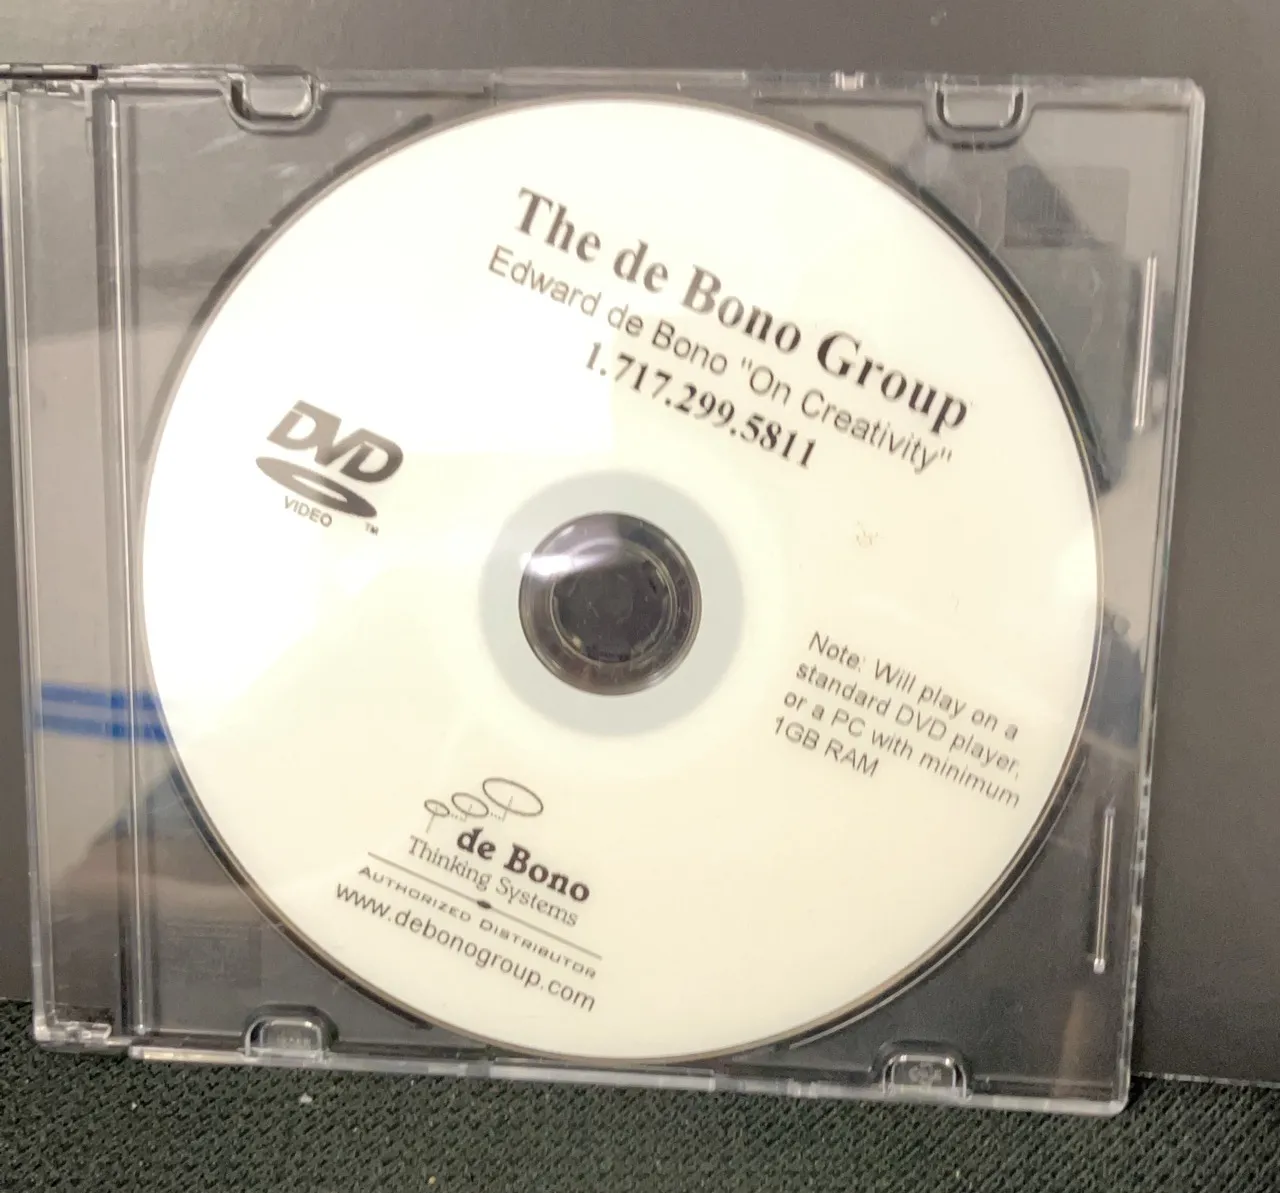 The de Bono Group
Edward de Bono "On Creativity"
1.717.299.5811
DVD
VIDEO
TM
Note: Will play on a
standard DVD player,
or a PC with minimum
1GB RAM
de Bono
Thinking Systems
AUTHORIZED DISTRIBUTOR
www.debonogroup.com